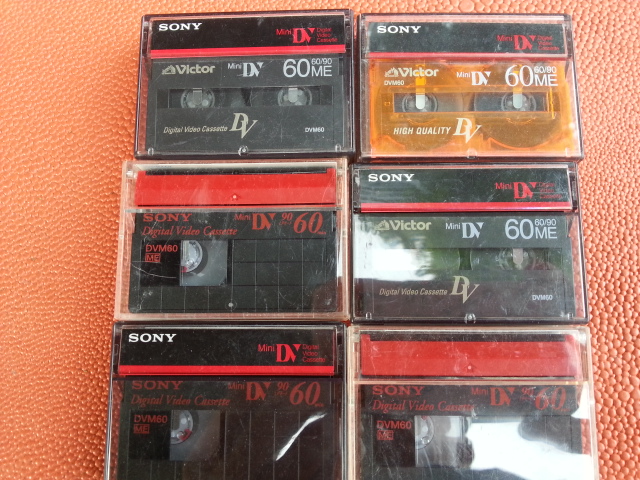 SONY
Mini DV Digital Video Cassette
Victor Mini DV 60 60/90 ME
Digital Video Cassette DV DVM60
SONY
Mini DV Digital Video Cassette
Victor Mini DV 60 60/90 ME
DVM60
HIGH QUALITY DV
SONY Mini DV 90 60
Digital Video Cassette
DVM60
ME
SONY
Mini DV
Victor Mini DV 60 60/90 ME
Digital Video Cassette DV DVM60
SONY
Mini DV Digital Video Cassette
SONY Mini DV 90 60
Digital Video Cassette
DVM60
ME
SONY Mini DV 90 60
Digital Video Cassette
DVM60
ME